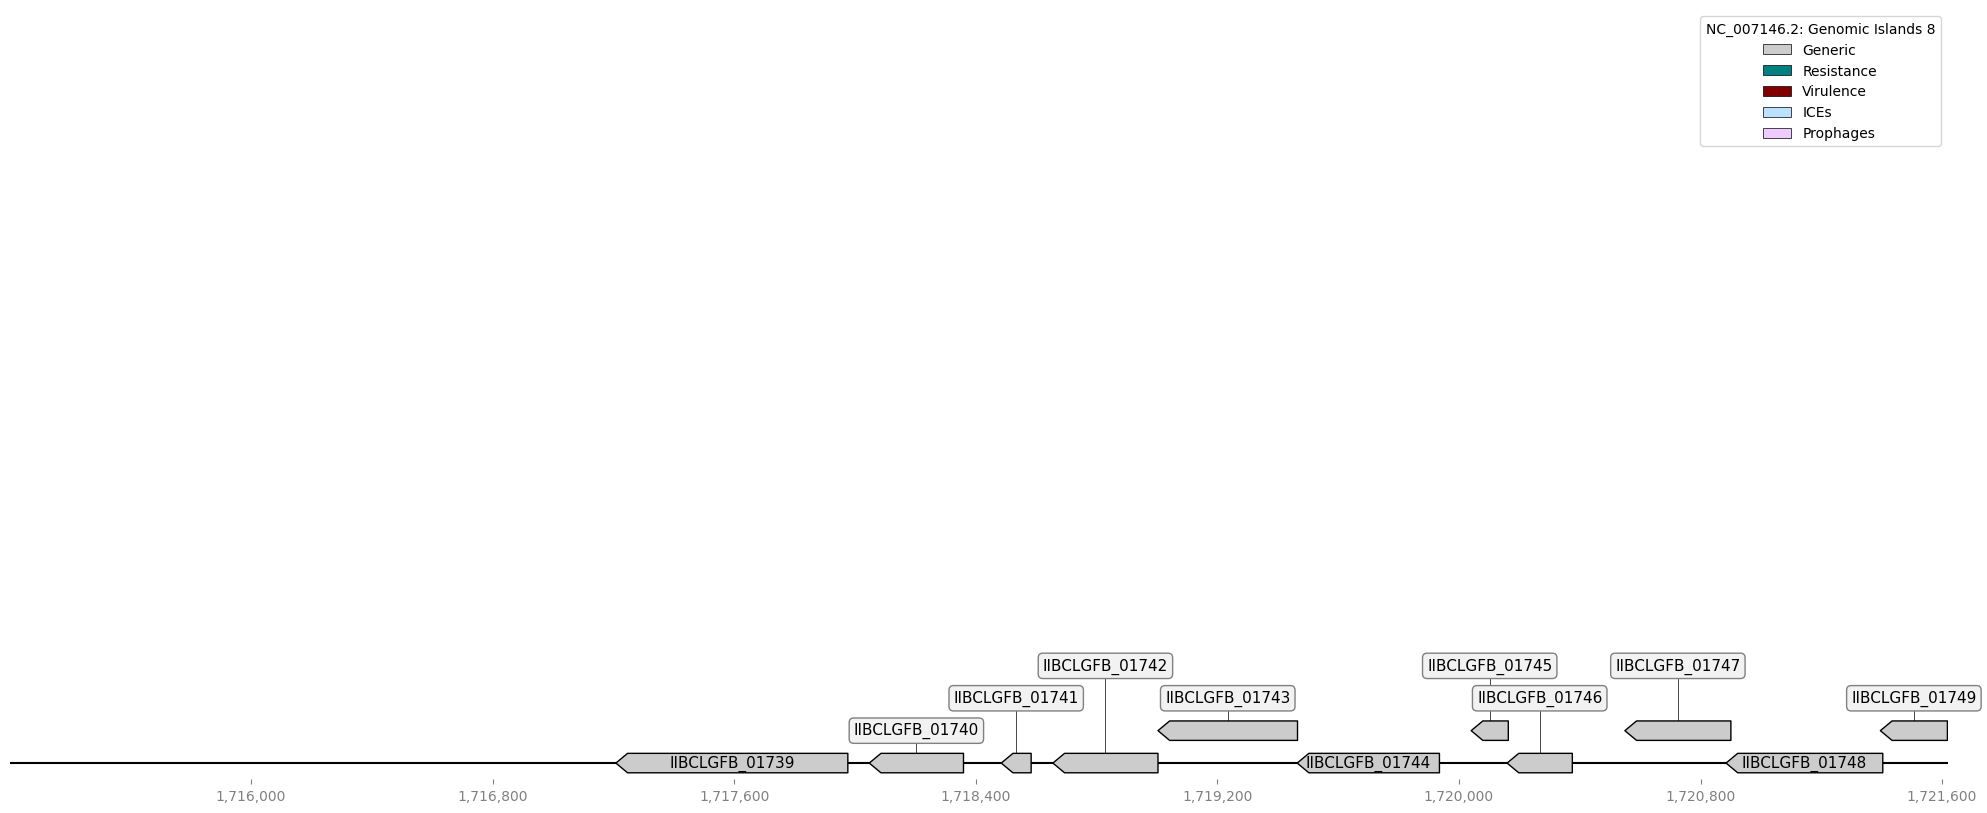 NC_007146.2: Genomic Islands 8
Generic
Resistance
Virulence
ICEs
Prophages
IIBCLGFB_01742
IIBCLGFB_01745
IIBCLGFB_01747
IIBCLGFB_01741
IIBCLGFB_01743
IIBCLGFB_01746
IIBCLGFB_01749
IIBCLGFB_01740
IIBCLGFB_01739
IIBCLGFB_01744
IIBCLGFB_01748
1,716,000
1,716,800
1,717,600
1,718,400
1,719,200
1,720,000
1,720,800
1,721,600